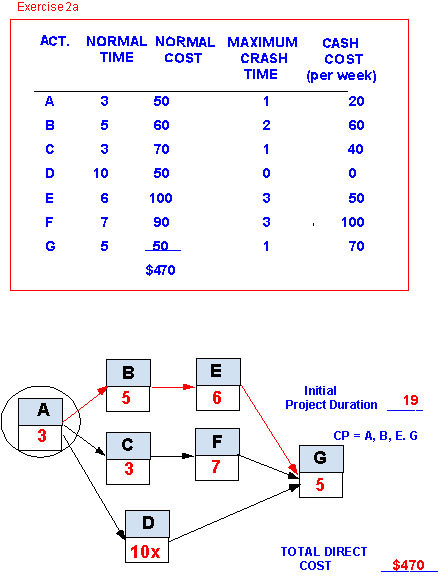 Exercise 2a
ACT. NORMAL NORMAL MAXIMUM CASH
TIME COST CRASH COST
TIME (per week)
A 3 50 1 20
B 5 60 2 60
C 3 70 1 40
D 10 50 0 0
E 6 100 3 50
F 7 90 3 100
G 5 50 1 70
$470
B
5
E
6
A
3
C
3
F
7
D
10x
G
5
Initial
Project Duration 19
CP = A, B, E. G
TOTAL DIRECT
COST $470